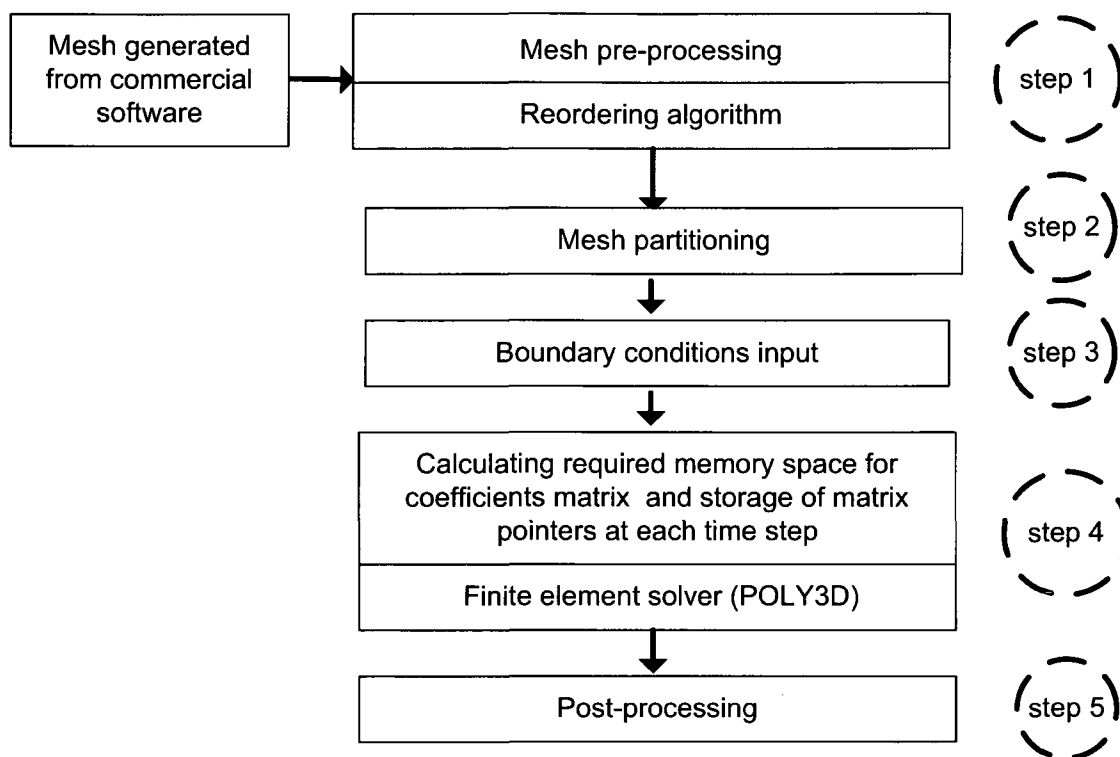 Mesh generated
from commercial
software
Mesh pre-processing
Reordering algorithm
step 1
Mesh partitioning
step 2
Boundary conditions input
step 3
Calculating required memory space for
coefficients matrix and storage of matrix
pointers at each time step
Finite element solver (POLY3D)
step 4
Post-processing
step 5